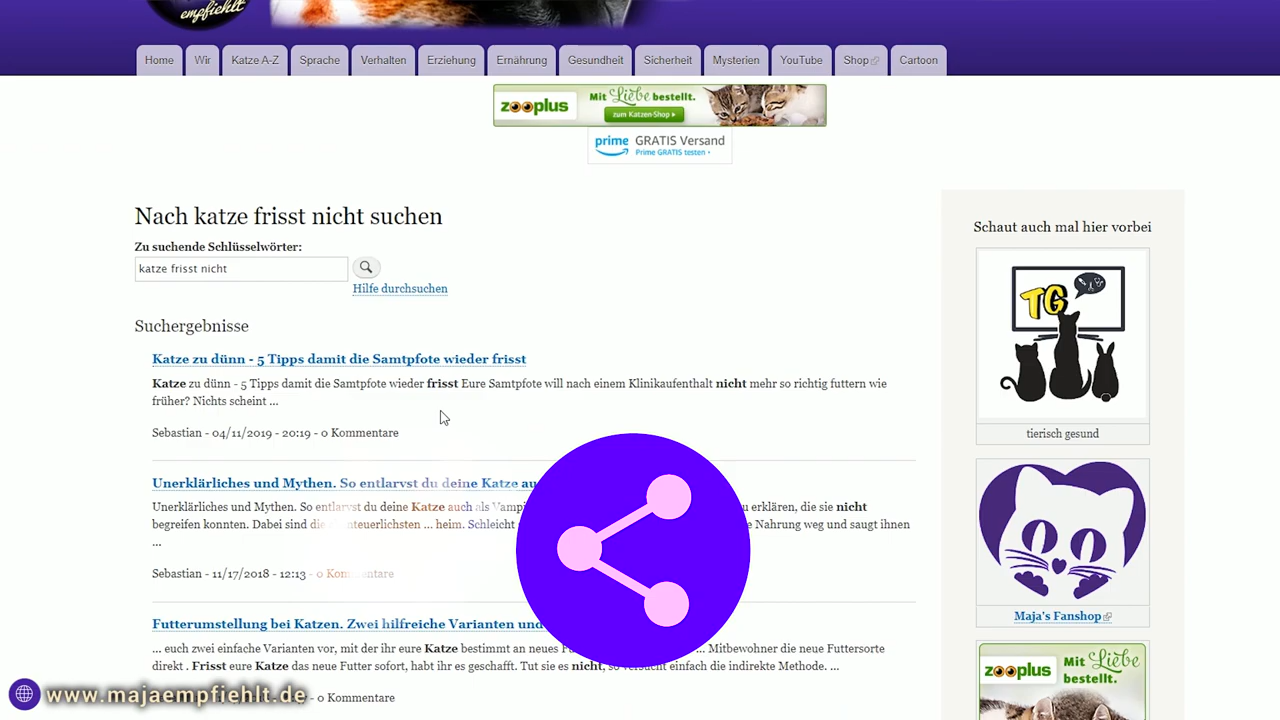 empfiehlt
Home Wir Katze A-Z Sprache Verhalten Erziehung Ernährung Gesundheit Sicherheit Mysterien YouTube Shop Cartoon
zooplus Mit Liebe bestellt.
zum Katzen-Shop
prime GRATIS Versand
Prime GRATIS testen
Nach katze frisst nicht suchen
Zu suchende Schlüsselwörter:
katze frisst nicht
Hilfe durchsuchen
Suchergebnisse
Katze zu dünn - 5 Tipps damit die Samtpfote wieder frisst
Katze zu dünn - 5 Tipps damit die Samtpfote wieder frisst Eure Samtpfote will nach einem Klinikaufenthalt nicht mehr so richtig futtern wie
früher? Nichts scheint ...
Sebastian - 04/11/2019 - 20:19 - 0 Kommentare
Unerklärliches und Mythen. So entlarvst du deine Katze
Unerklärliches und Mythen. So entlarvst du deine Katze auch als erklären, die sie nicht
begreifen konnten. Dabei sind die ... heim. Schleicht Nahrung weg und saugt ihnen
...
Sebastian - 11/17/2018 - 12:13 - 0 Kommentare
Futterumstellung bei Katzen. Zwei hilfreiche Varianten und
... euch zwei einfache Varianten vor, mit der ihr eure Katze bestimmt an neues ... Mitbewohner die neue Futtersorte
direkt . Frisst eure Katze das neue Futter sofort, habt ihr es geschafft. Tut sie es nicht, so versucht einfach die indirekte Methode. ...
- 0 Kommentare
Schaut auch mal hier vorbei
TG
tierisch gesund
Maja's Fanshop
zooplus Mit Liebe
bestellt.
www.majaempfiehlt.de